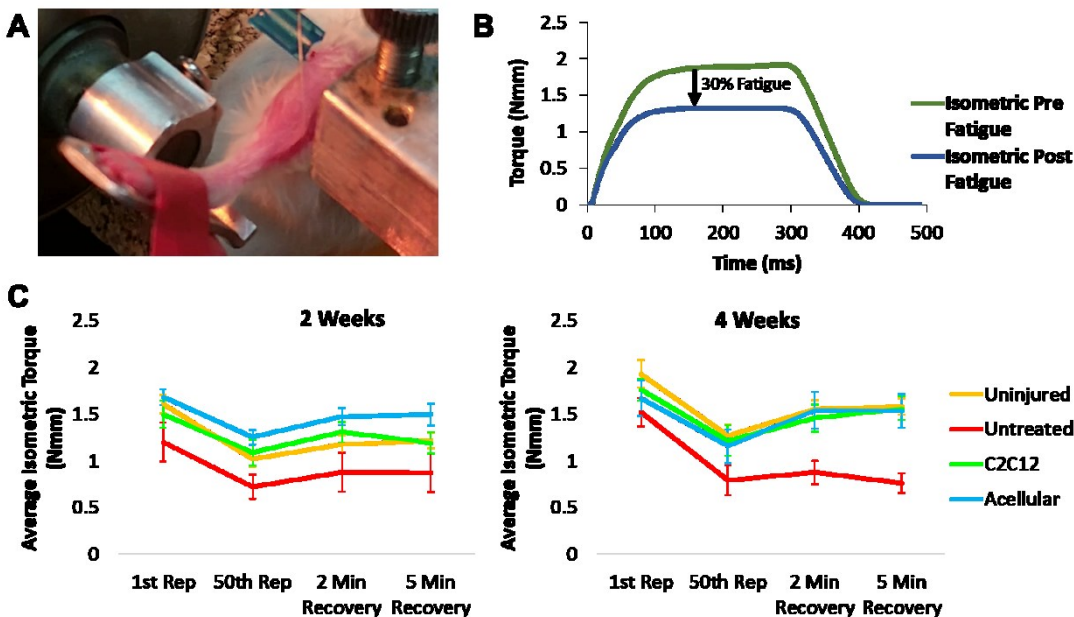 A
B
Torque (Nmm)
2.5
2
1.5
1
0.5
0
30% Fatigue
0
100
200
300
400
500
Time (ms)
Isometric Pre
Fatigue
Isometric Post
Fatigue
C
2 Weeks
Average Isometric Torque
(Nmm)
2.5
2
1.5
1
0.5
0
1st Rep
50th Rep
2 Min
Recovery
5 Min
Recovery
4 Weeks
Average Isometric Torque
(Nmm)
2.5
2
1.5
1
0.5
0
1st Rep
50th Rep
2 Min
Recovery
5 Min
Recovery
Uninjured
Untreated
C2C12
Acellular